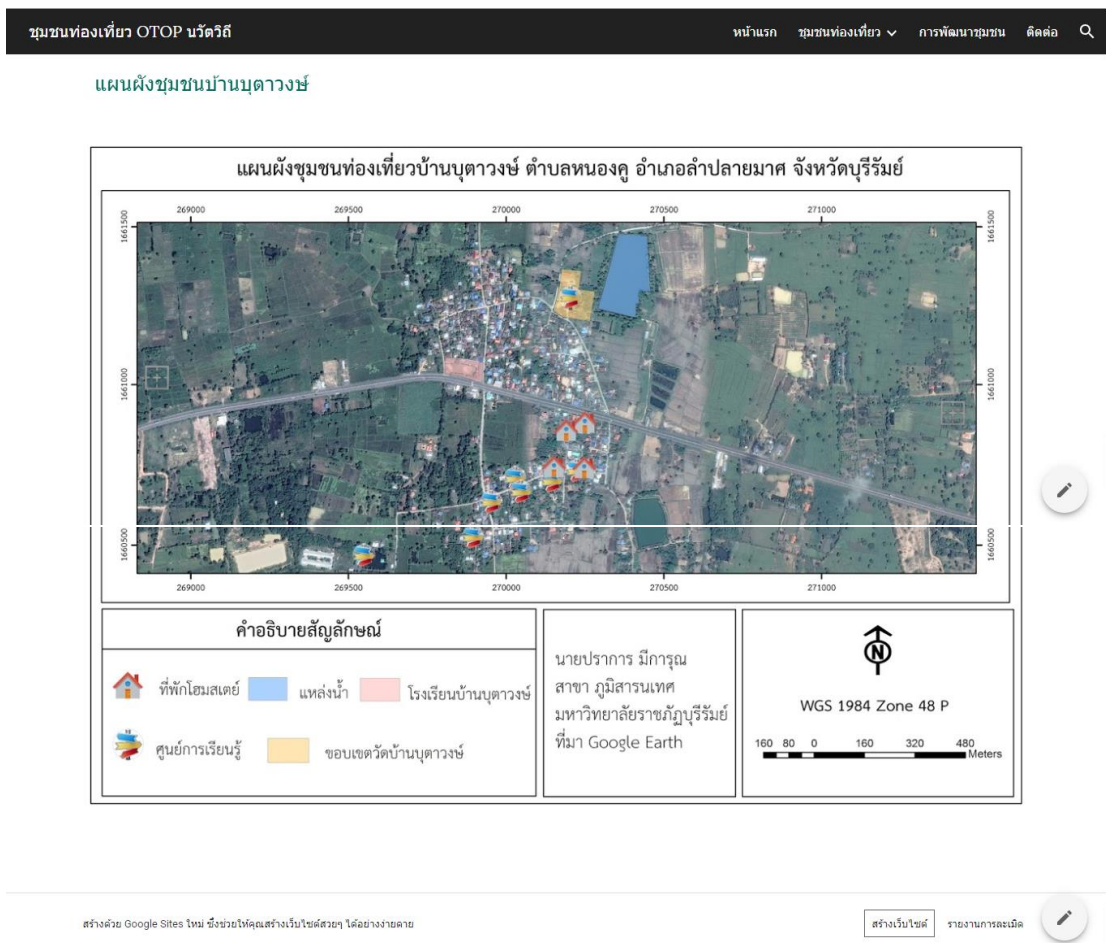 ชุมชนท่องเที่ยว OTOP นวัตวิถี
หน้าแรก ชุมชนท่องเที่ยว การพัฒนาชุมชน ติดต่อ
แผนผังชุมชนบ้านบุตาวงษ์
แผนผังชุมชนท่องเที่ยวบ้านบุตาวงษ์ ตำบลหนองคู อำเภอลำปลายมาศ จังหวัดบุรีรัมย์
269000 269500 270000 270500 271000
1661500 1661500
1661000 1661000
1660500 1660500
269000 269500 270000 270500 271000
คำอธิบายสัญลักษณ์
ที่พักโฮมสเตย์ แหล่งน้ำ โรงเรียนบ้านบุตาวงษ์
ศูนย์การเรียนรู้ ขอบเขตวัดบ้านบุตาวงษ์
นายปราการ มีการุณ
สาขา ภูมิสารนเทศ
มหาวิทยาลัยราชภัฏบุรีรัมย์
ที่มา Google Earth
N
WGS 1984 Zone 48 P
160 80 0 160 320 480
Meters
สร้างด้วย Google Sites ใหม่ ซึ่งช่วยให้คุณสร้างเว็บไซต์สวยๆ ได้อย่างง่ายดาย
สร้างเว็บไซต์ รายงานการละเมิด